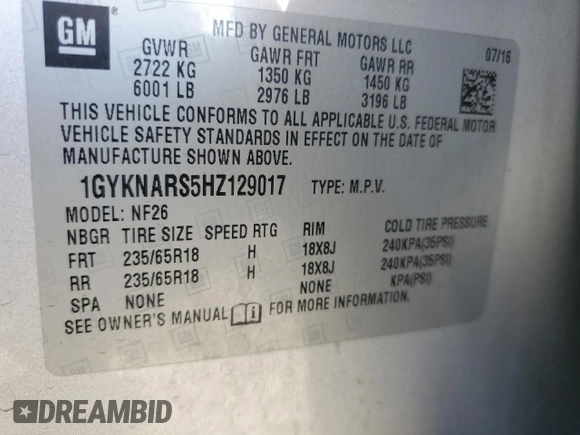 GM
MFD BY GENERAL MOTORS LLC
07/16
GVWR GAWR FRT GAWR RR
2722 KG 1350 KG 1450 KG
6001 LB 2976 LB 3196 LB
THIS VEHICLE CONFORMS TO ALL APPLICABLE U.S. FEDERAL MOTOR
VEHICLE SAFETY STANDARDS IN EFFECT ON THE DATE OF
MANUFACTURE SHOWN ABOVE.
1GYKNARS5HZ129017 TYPE: M.P.V.
MODEL: NF26
NBGR TIRE SIZE SPEED RTG RIM COLD TIRE PRESSURE
FRT 235/65R18 H 18X8J 240KPA(35PSI)
RR 235/65R18 H 18X8J 240KPA(35PSI)
SPA NONE NONE KPA(PSI)
SEE OWNER'S MANUAL i FOR MORE INFORMATION.
DREAMBID